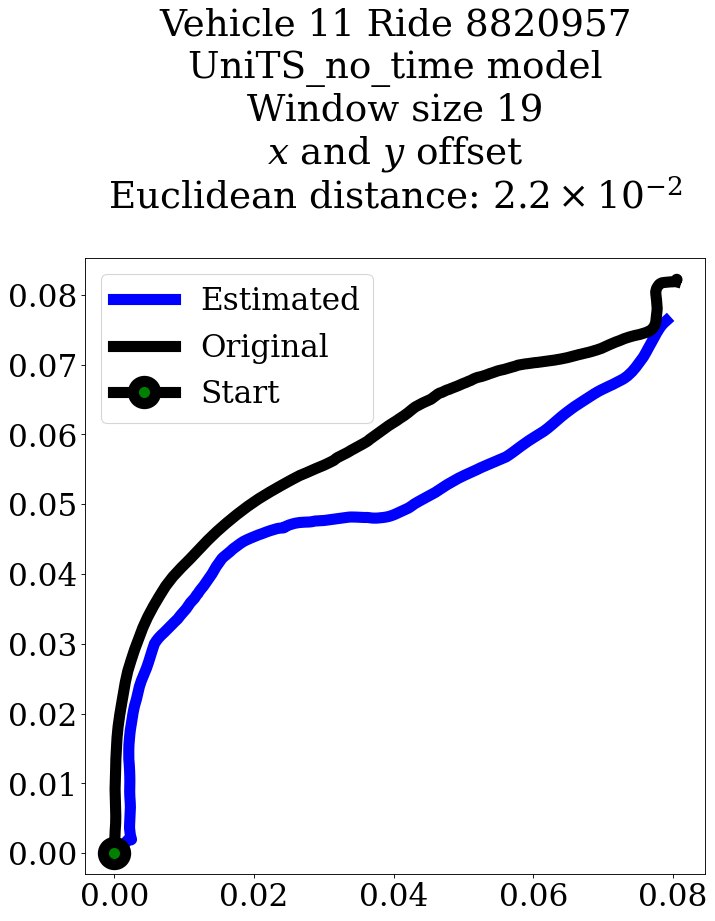 Vehicle 11 Ride 8820957
UniTS_no_time model
Window size 19
x and y offset
Euclidean distance: 2.2 × 10⁻²
Estimated
Original
Start
0.08
0.07
0.06
0.05
0.04
0.03
0.02
0.01
0.00
0.00 0.02 0.04 0.06 0.08